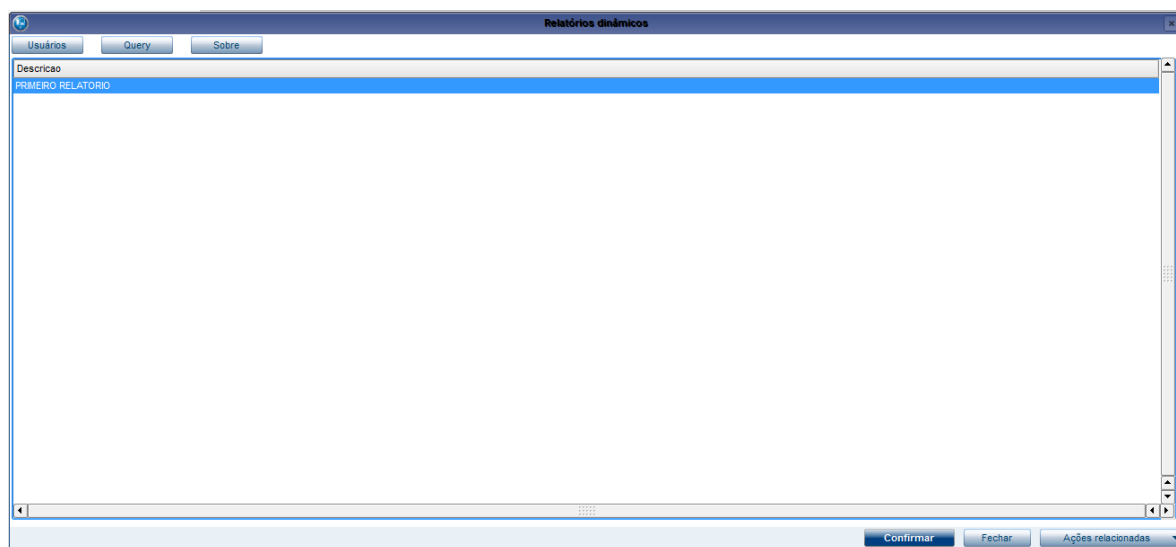 Relatórios dinâmicos
Usuários Query Sobre
Descricao
PRIMEIRO RELATORIO
Confirmar Fechar Ações relacionadas